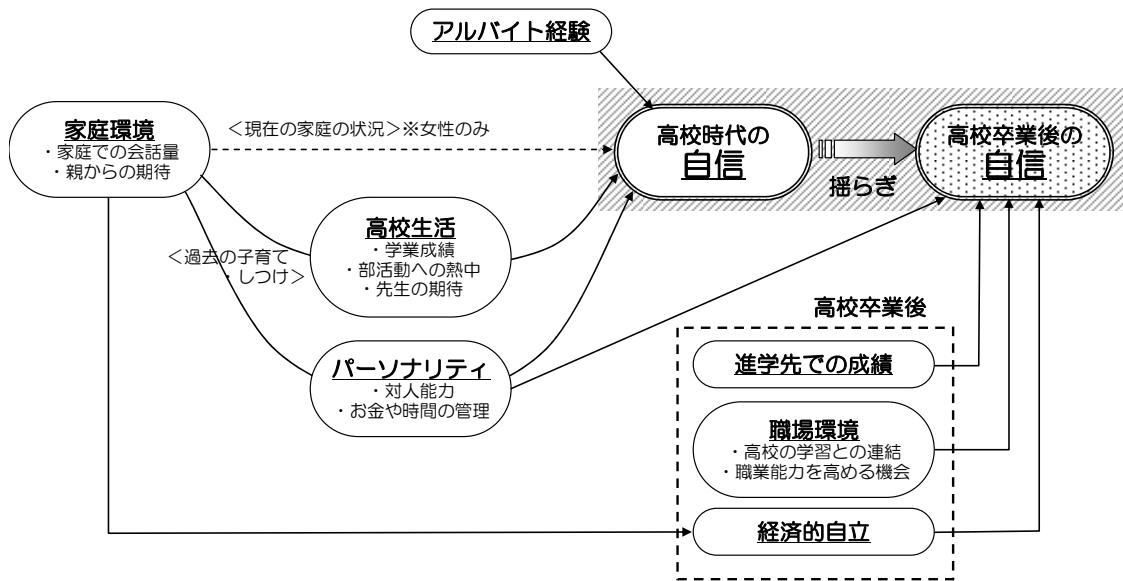 アルバイト経験
家庭環境
・家庭での会話量
・親からの期待
＜現在の家庭の状況＞※女性のみ
高校時代の
自信
揺らぎ
高校卒業後の
自信
高校生活
・学業成績
・部活動への熱中
・先生の期待
＜過去の子育て
・しつけ＞
パーソナリティ
・対人能力
・お金や時間の管理
高校卒業後
進学先での成績
職場環境
・高校の学習との連結
・職業能力を高める機会
経済的自立